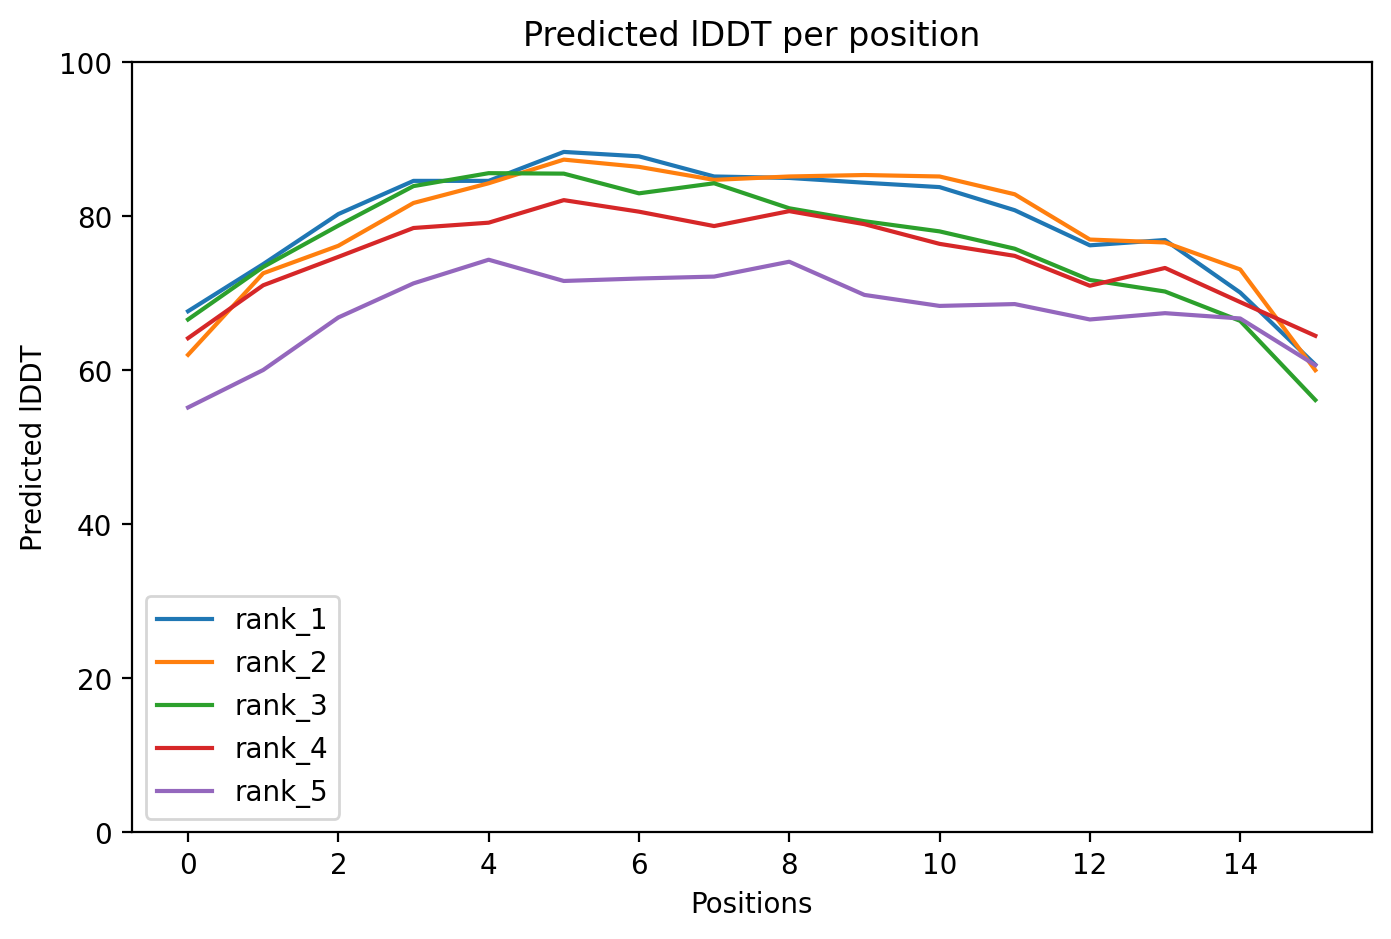 Predicted lDDT per position
100
80
60
40
20
0
Predicted lDDT
rank_1
rank_2
rank_3
rank_4
rank_5
0 2 4 6 8 10 12 14
Positions